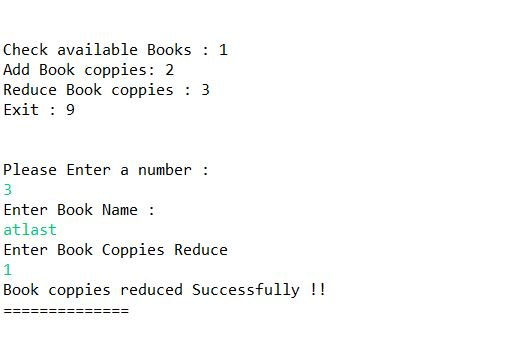 Check available Books : 1
Add Book coppies: 2
Reduce Book coppies : 3
Exit : 9
Please Enter a number :
3
Enter Book Name :
atlast
Enter Book Coppies Reduce
1
Book coppies reduced Successfully !!
==============